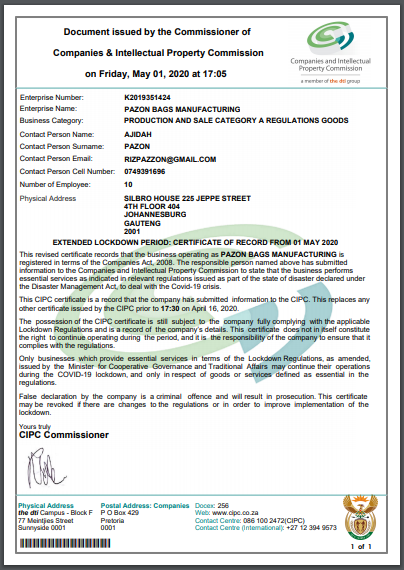 Document issued by the Commissioner of
Companies & Intellectual Property Commission
on Friday, May 01, 2020 at 17:05
Companies and Intellectual
Property Commission
a member of the dti group
Enterprise Number: K2019351424
Enterprise Name: PAZON BAGS MANUFACTURING
Business Category: PRODUCTION AND SALE CATEGORY A REGULATIONS GOODS
Contact Person Name: AJIDAH
Contact Person Surname: PAZON
Contact Person Email: RIZPAZZON@GMAIL.COM
Contact Person Cell Number: 0749391696
Number of Employee: 10
Physical Address SILBRO HOUSE 225 JEPPE STREET
4TH FLOOR 404
JOHANNESBURG
GAUTENG
2001
EXTENDED LOCKDOWN PERIOD: CERTIFICATE OF RECORD FROM 01 MAY 2020
This revised certificate records that the business operating as PAZON BAGS MANUFACTURING is
registered in terms of the Companies Act, 2008. The responsible person named above has submitted
information to the Companies and Intellectual Property Commission to state that the business performs
essential services as indicated in relevant regulations issued as part of the state of disaster declared under
the Disaster Management Act, to deal with the Covid-19 crisis.
This CIPC certificate is a record that the company has submitted information to the CIPC. This replaces any
other certificate issued by the CIPC prior to 17:30 on April 16, 2020.
The possession of the CIPC certificate is still subject to the company fully complying with the applicable
Lockdown Regulations and is a record of the company's details. This certificate does not in itself constitute
the right to continue operating during the period, and it is the responsibility of the company to ensure that it
complies with the regulations.
Only businesses which provide essential services in terms of the Lockdown Regulations, as amended,
issued by the Minister for Cooperative Governance and Traditional Affairs may continue their operations
during the COVID-19 lockdown, and only in respect of goods or services defined as essential in the
regulations.
False declaration by the company is a criminal offence and will result in prosecution. This certificate
may be revoked if there are changes to the regulations or in order to improve implementation of the
lockdown.
Yours truly
CIPC Commissioner
Physical Address
the dti Campus - Block F
77 Meintjies Street
Sunnyside 0001
Postal Address: Companies
P O Box 429
Pretoria
0001
Docex: 256
Web: www.cipc.co.za
Contact Centre: 086 100 2472(CIPC)
Contact Centre (International): +27 12 394 9573
1 of 1